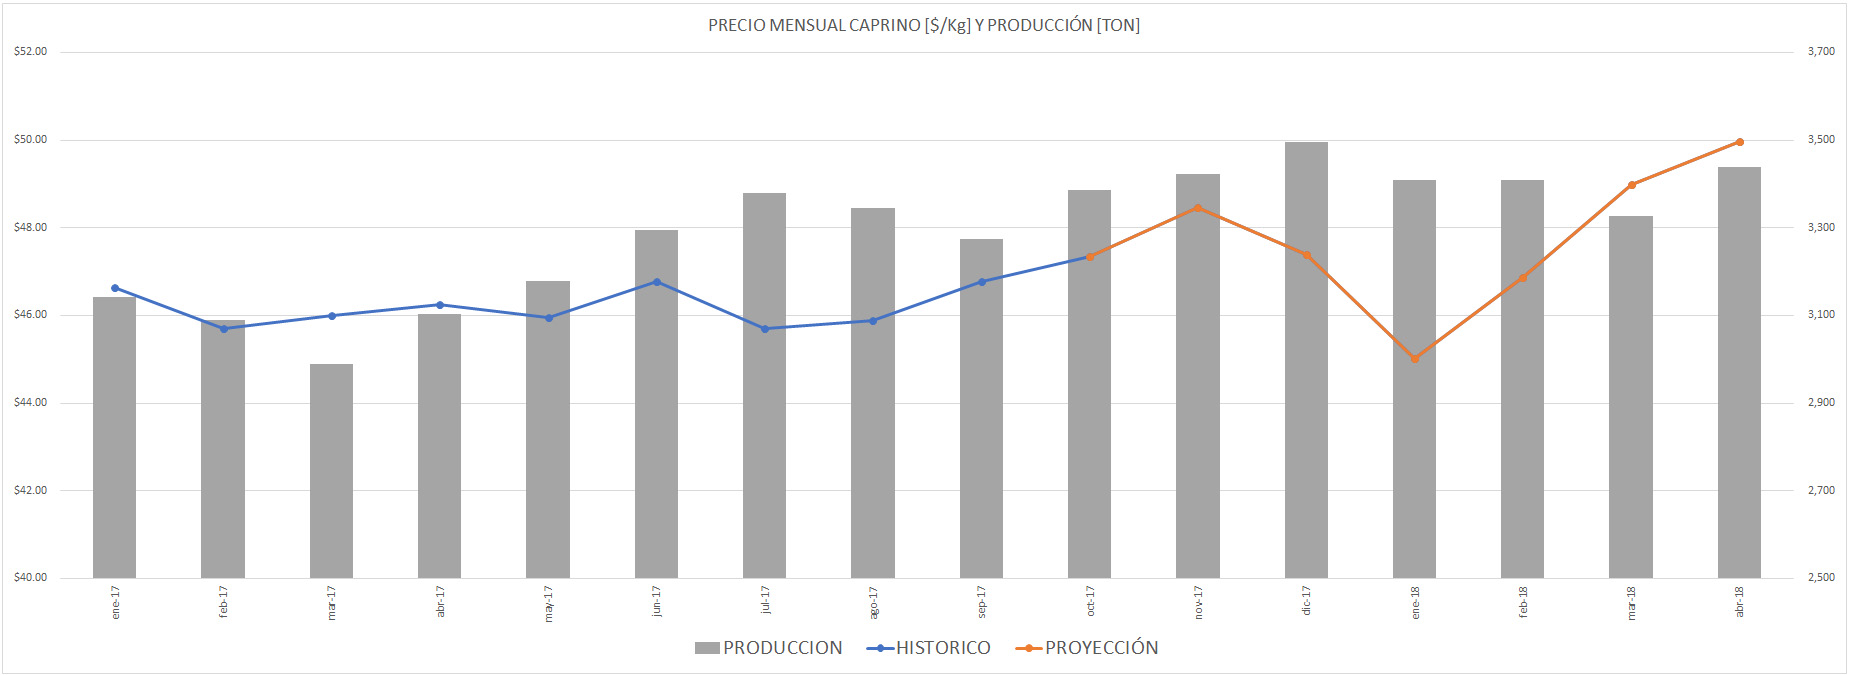 PRECIO MENSUAL CAPRINO [$/Kg] Y PRODUCCIÓN [TON]
$52.00
$50.00
$48.00
$46.00
$44.00
$42.00
$40.00
3,700
3,500
3,300
3,100
2,900
2,700
2,500
ene-17
feb-17
mar-17
abr-17
may-17
jun-17
jul-17
ago-17
sep-17
oct-17
nov-17
dic-17
ene-18
feb-18
mar-18
abr-18
PRODUCCION HISTORICO PROYECCIÓN